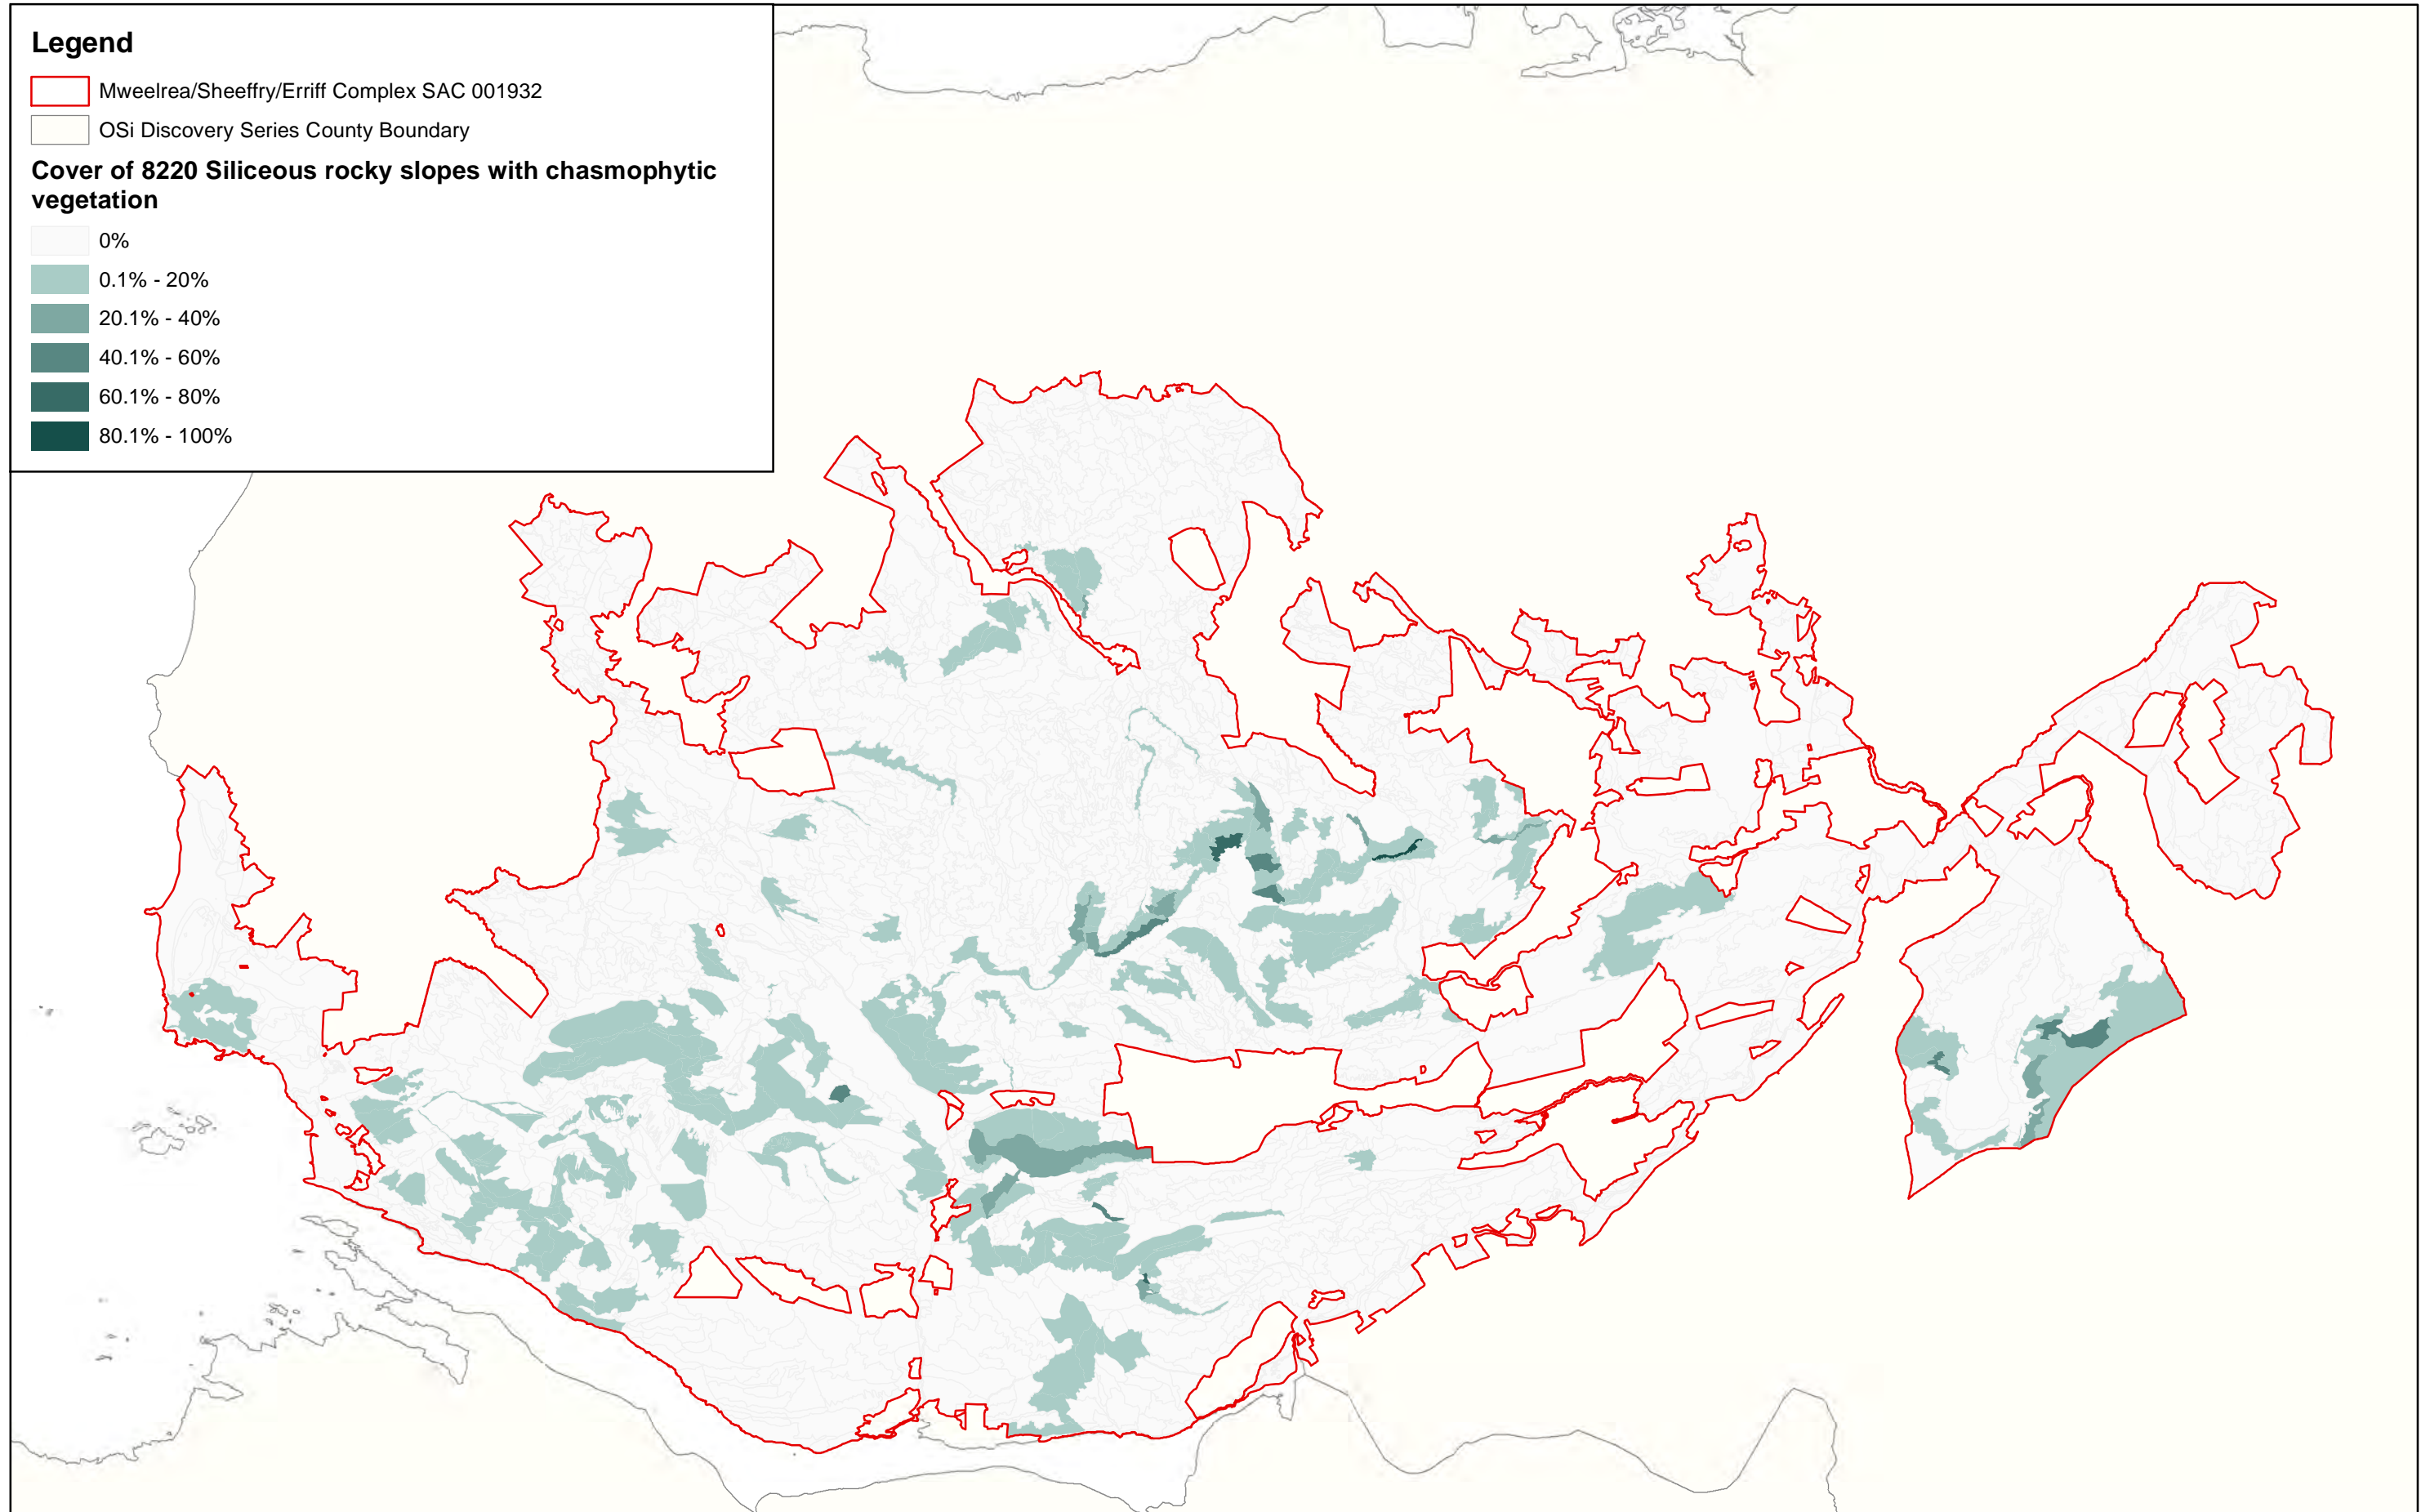 Legend
Mweelrea/Sheeffry/Erriff Complex SAC 001932
OSi Discovery Series County Boundary
Cover of 8220 Siliceous rocky slopes with chasmophytic
vegetation
0%
0.1% - 20%
20.1% - 40%
40.1% - 60%
60.1% - 80%
80.1% - 100%